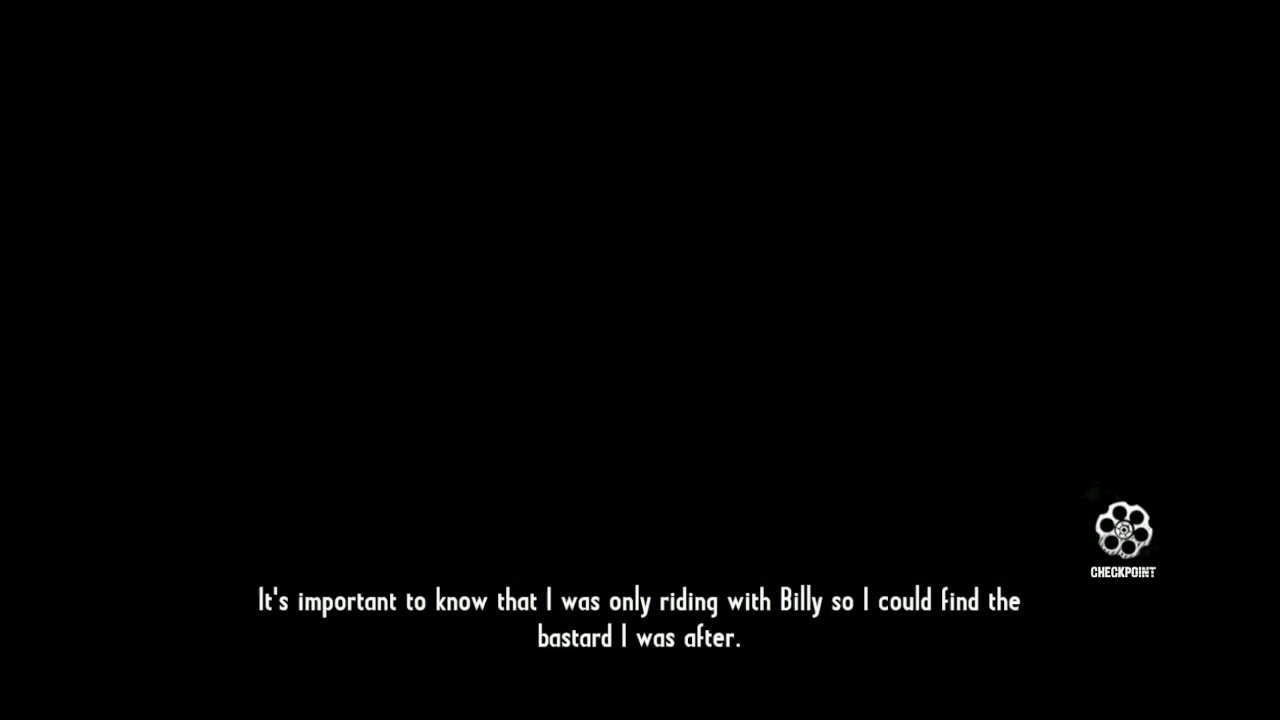 CHECKPOINT
It's important to know that I was only riding with Billy so I could find the
bastard I was after.